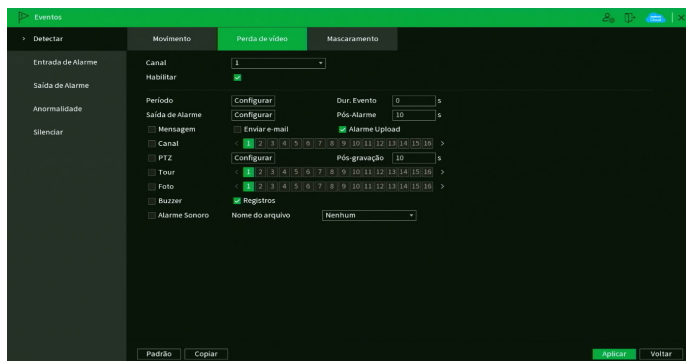 Eventos
> Detectar
Entrada de Alarme
Saída de Alarme
Anormalidade
Silenciar
Movimento Perda de vídeo Mascaramento
Canal 1
Habilitar
Período Configurar Dur. Evento 0 s
Saída de Alarme Configurar Pós-Alarme 10 s
Mensagem Enviar e-mail Alarme Upload
Canal < 1 2 3 4 5 6 7 8 9 10 11 12 13 14 15 16 >
PTZ Configurar Pós-gravação 10 s
Tour < 1 2 3 4 5 6 7 8 9 10 11 12 13 14 15 16 >
Foto < 1 2 3 4 5 6 7 8 9 10 11 12 13 14 15 16 >
Buzzer Registros
Alarme Sonoro Nome do arquivo Nenhum
Padrão Copiar Aplicar Voltar